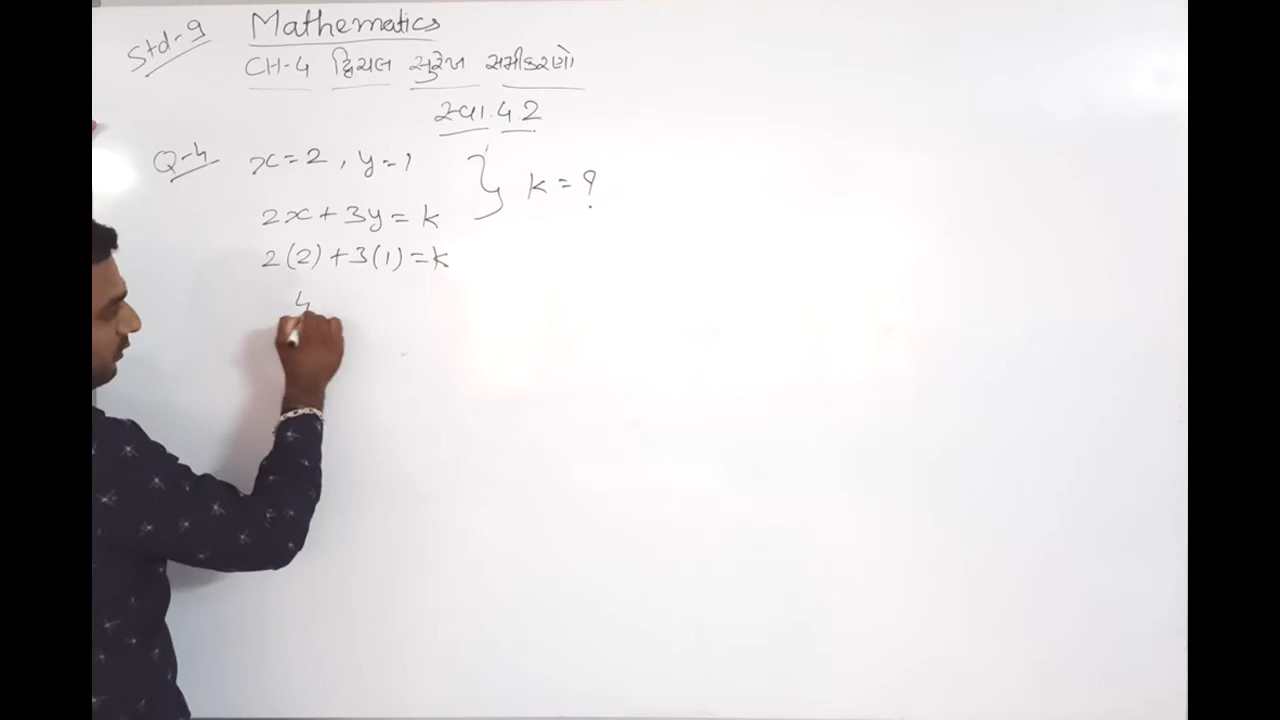 Std-9 Mathematics
CH-4 દ્વિચલ સુરેખ સમીકરણો
સ્વા. 4.2
Q-4 x=2, y=1
k=?
2x+3y=k
2(2)+3(1)=k
4